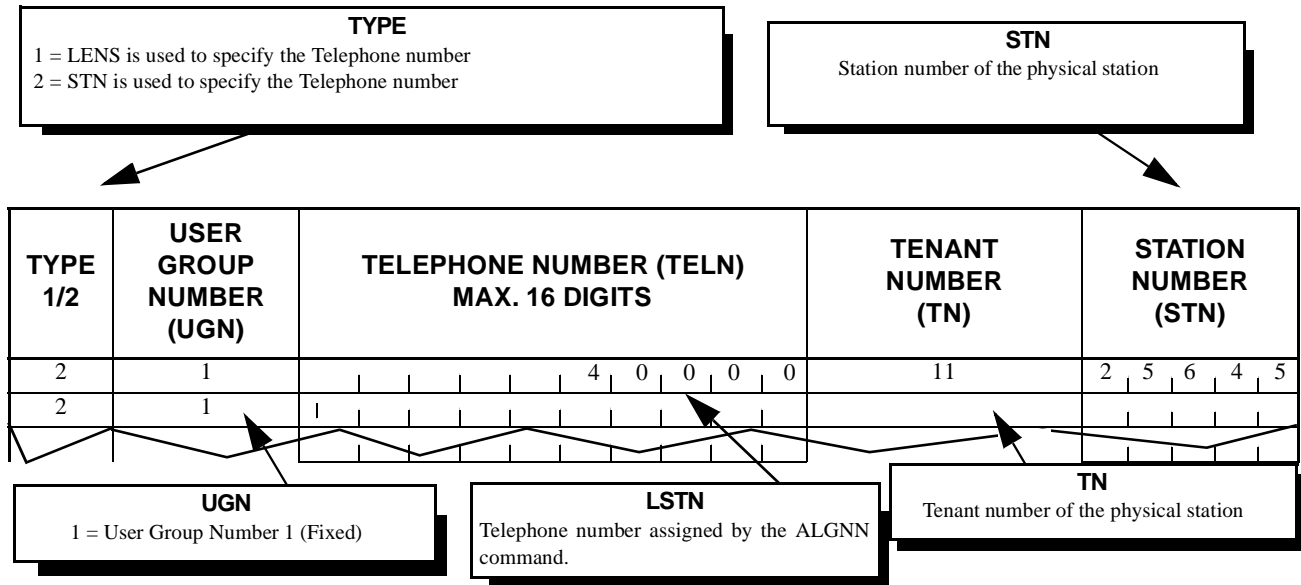 TYPE
1 = LENS is used to specify the Telephone number
2 = STN is used to specify the Telephone number
STN
Station number of the physical station
TYPE 1/2
USER GROUP NUMBER (UGN)
TELEPHONE NUMBER (TELN) MAX. 16 DIGITS
TENANT NUMBER (TN)
STATION NUMBER (STN)
2 1 4 0 0 0 0 11 2 5 6 4 5
2 1
UGN
1 = User Group Number 1 (Fixed)
LSTN
Telephone number assigned by the ALGNN
command.
TN
Tenant number of the physical station